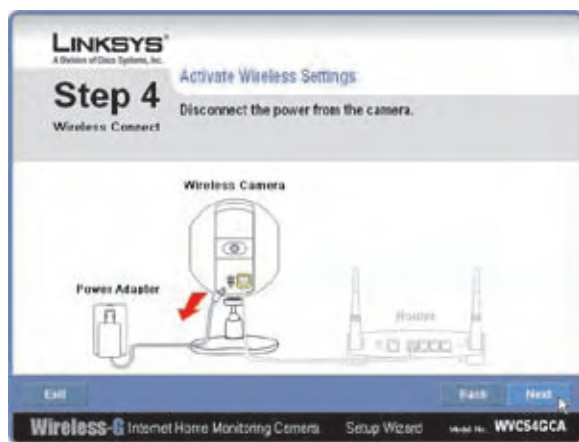 LINKSYS®
A Division of Cisco Systems, Inc.
Step 4
Wireless Connect
Activate Wireless Settings
Disconnect the power from the camera.
Wireless Camera
Power Adapter
Router
Exit
Back
Next
Wireless-G Internet Home Monitoring Camera
Setup Wizard
Model No. WVC54GCA